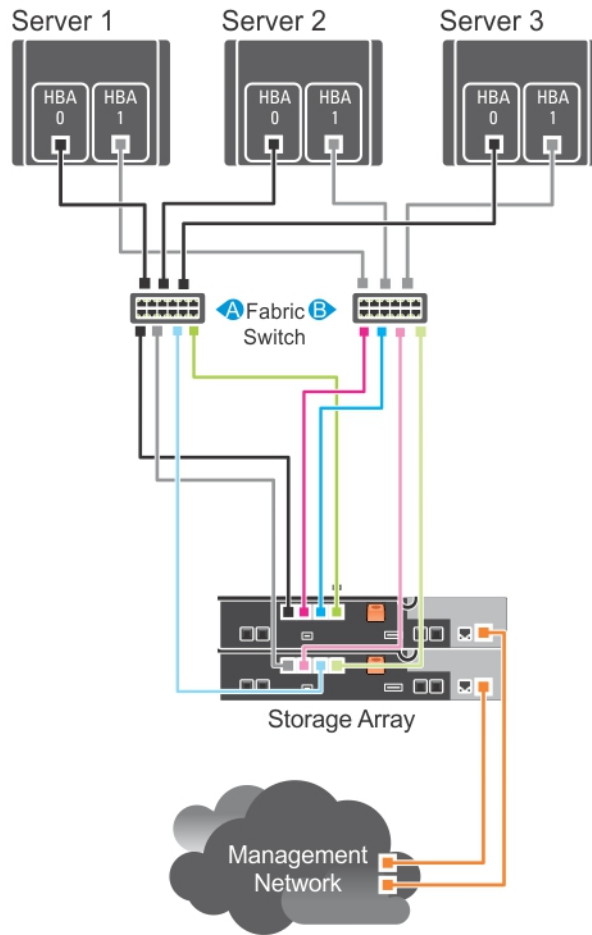 Server 1
Server 2
Server 3
HBA
0
HBA
1
HBA
0
HBA
1
HBA
0
HBA
1
A Fabric B
Switch
Storage Array
Management
Network